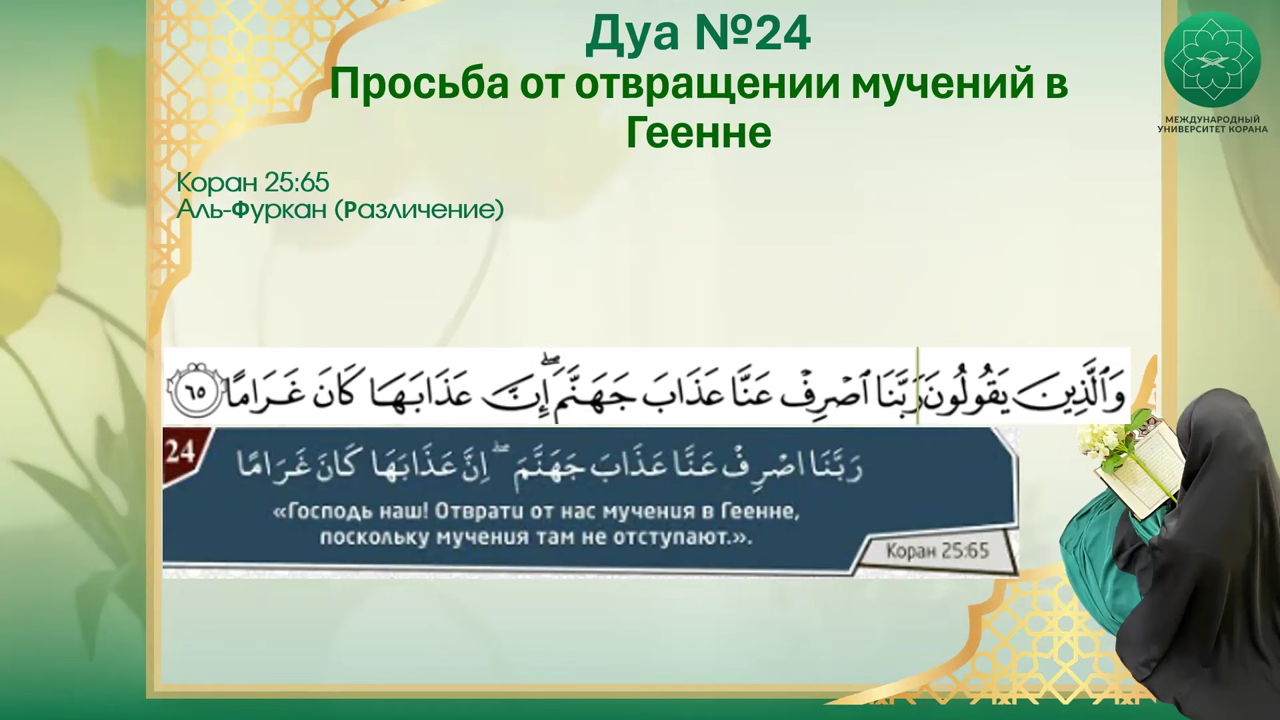 Дуа №24
Просьба от отвращении мучений в
Геенне
МЕЖДУНАРОДНЫЙ
УНИВЕРСИТЕТ КОРАНА
Коран 25:65
Аль-Фуркан (Различение)
وَٱلَّذِينَ يَقُولُونَ رَبَّنَا ٱصْرِفْ عَنَّا عَذَابَ جَهَنَّمَ ۖ إِنَّ عَذَابَهَا كَانَ غَرَامًا ٦٥
24
رَبَّنَا اصْرِفْ عَنَّا عَذَابَ جَهَنَّمَ ۖ اِنَّ عَذَابَهَا كَانَ غَرَامًا
«Господь наш! Отврати от нас мучения в Геенне,
поскольку мучения там не отступают.».
Коран 25:65